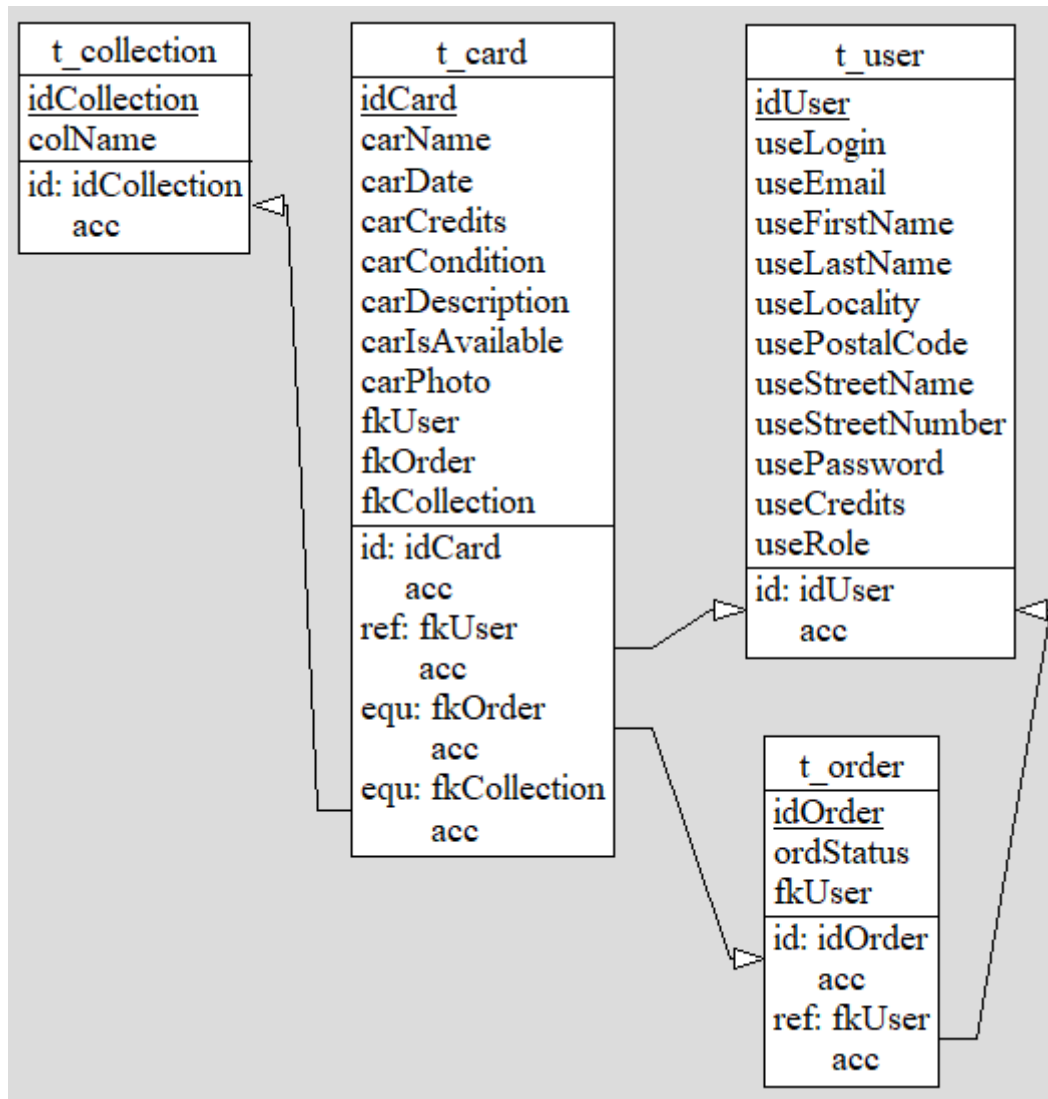 t_collection
idCollection
colName
id: idCollection
acc
t_card
idCard
carName
carDate
carCredits
carCondition
carDescription
carIsAvailable
carPhoto
fkUser
fkOrder
fkCollection
id: idCard
acc
ref: fkUser
acc
equ: fkOrder
acc
equ: fkCollection
acc
t_user
idUser
useLogin
useEmail
useFirstName
useLastName
useLocality
usePostalCode
useStreetName
useStreetNumber
usePassword
useCredits
useRole
id: idUser
acc
t_order
idOrder
ordStatus
fkUser
id: idOrder
acc
ref: fkUser
acc